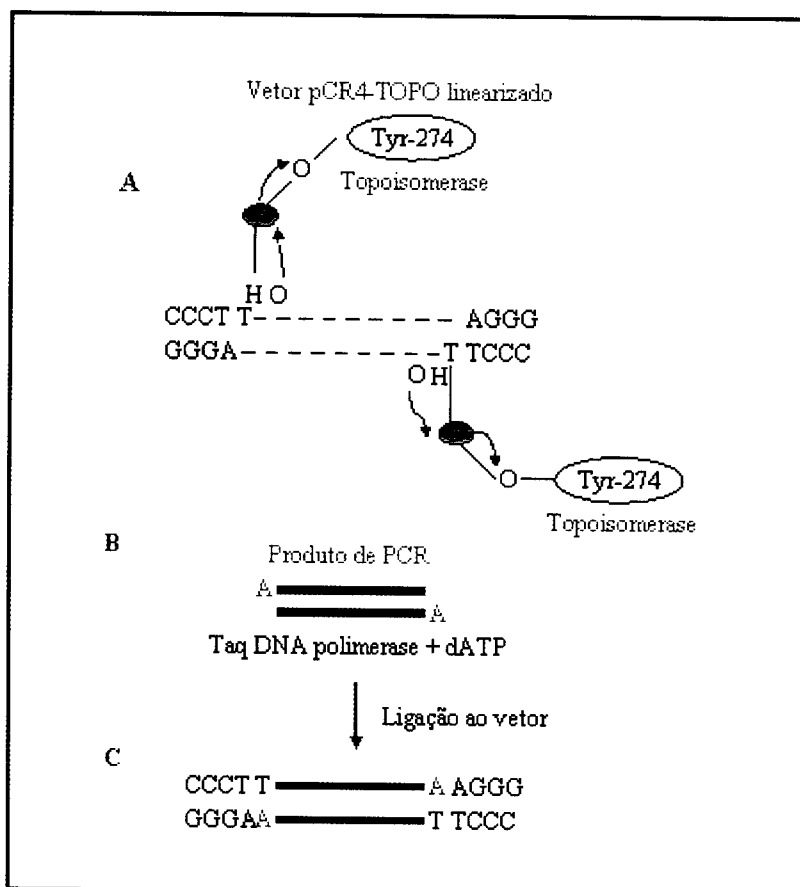 Vetor pCR4-TOPO linearizado
Tyr-274
O
A
Topoisomerase
H O
CCCT T- - - - - - - - - - - AGGG
GGGA- - - - - - - - - - - T TCCC
O H
O
Tyr-274
Topoisomerase
B
Produto de PCR
A
A
Taq DNA polimerase + dATP
Ligação ao vetor
C
CCCT T A AGGG
GGGAA T TCCC